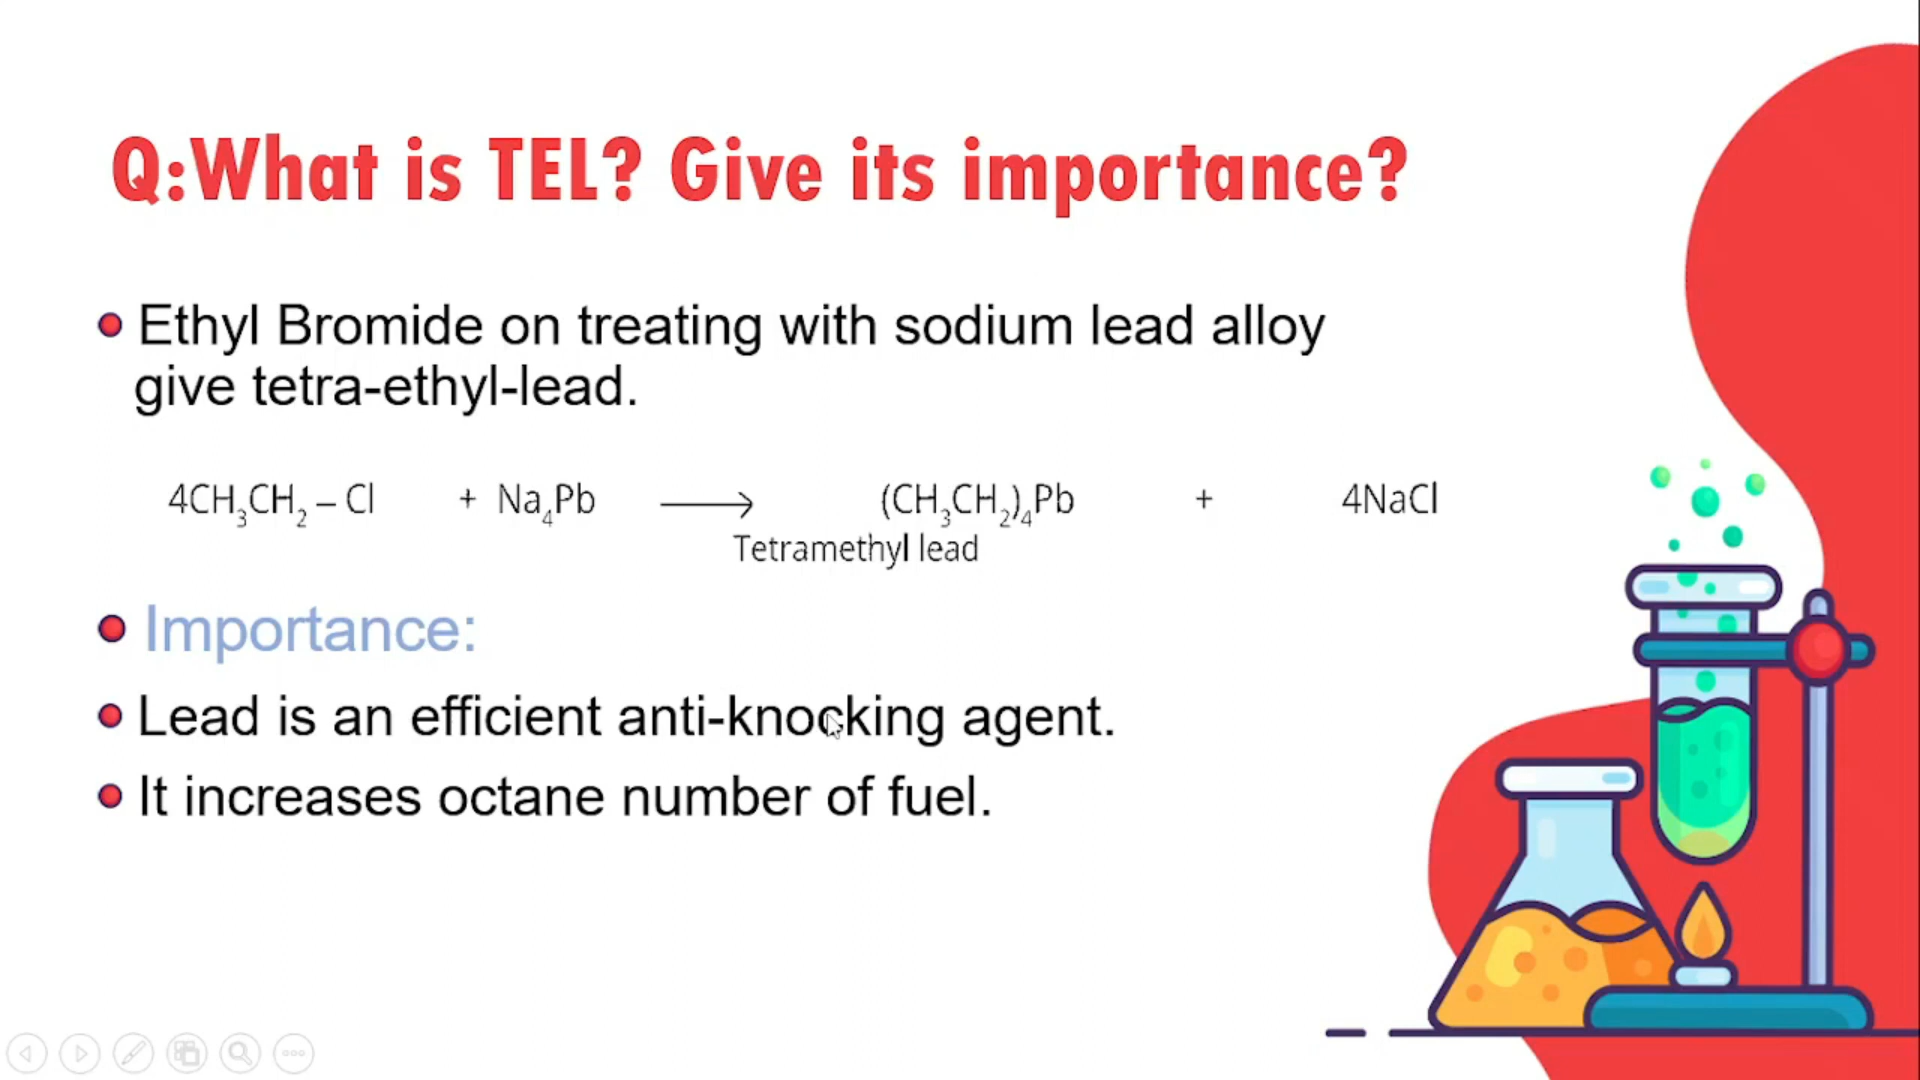 Q:What is TEL? Give its importance?
Ethyl Bromide on treating with sodium lead alloy
give tetra-ethyl-lead.
4CH₃CH₂ – Cl + Na₄Pb ⟶ (CH₃CH₂)₄Pb + 4NaCl
Tetramethyl lead
Importance:
Lead is an efficient anti-knocking agent.
It increases octane number of fuel.